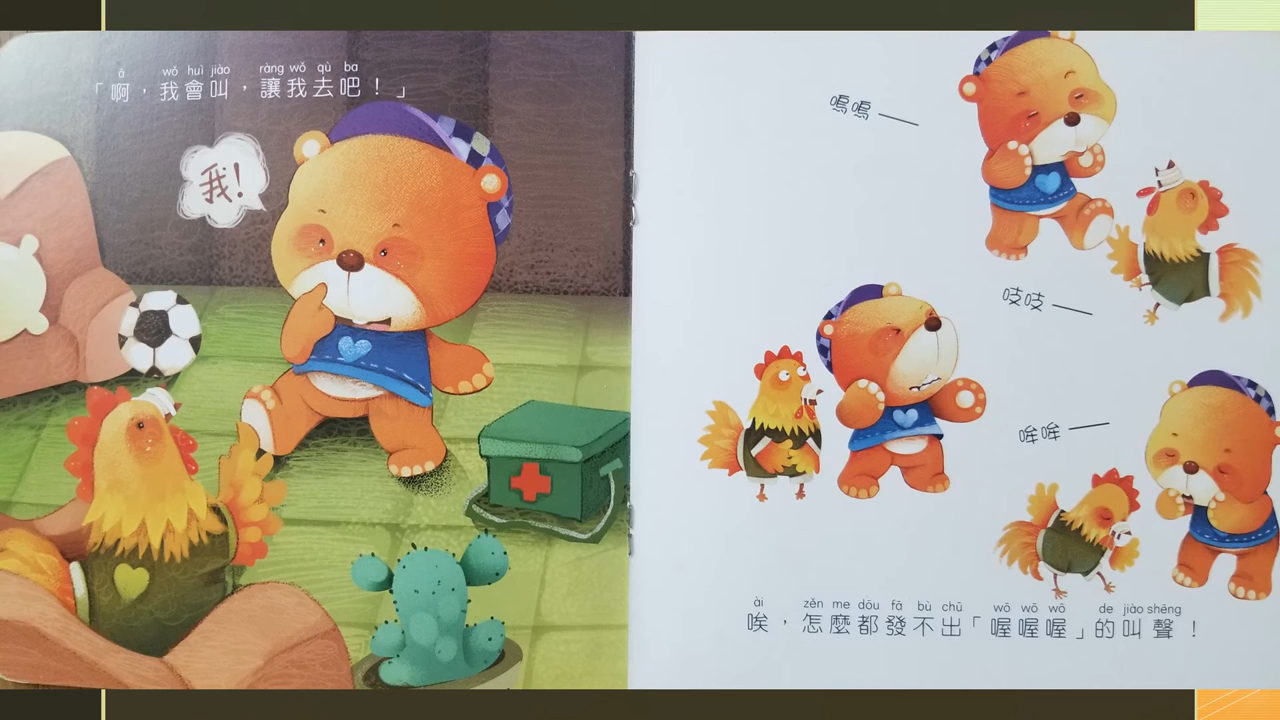 ā wǒ huì jiào ràng wǒ qù ba
「啊，我會叫，讓我去吧！」
我！
嗚嗚——
吱吱——
哞哞——
ài zěn me dōu fā bù chū wō wō wō de jiào shēng
唉，怎麼都發不出「喔喔喔」的叫聲！